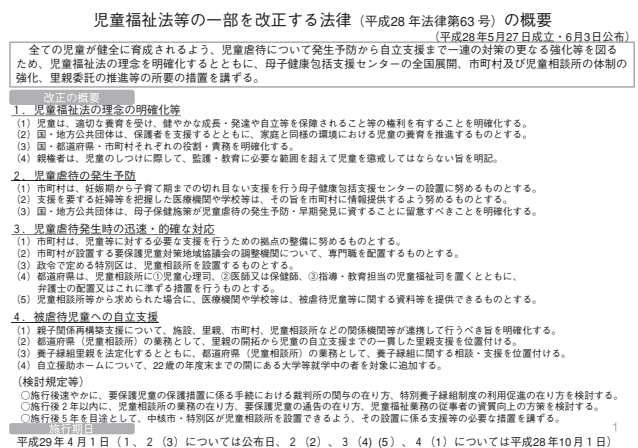 児童福祉法等の一部を改正する法律（平成28 年法律第63 号）の概要
（平成28年5月27日成立・6月3日公布）
全ての児童が健全に育成されるよう、児童虐待について発生予防から自立支援まで一連の対策の更なる強化等を図る
ため、児童福祉法の理念を明確化するとともに、母子健康包括支援センターの全国展開、市町村及び児童相談所の体制の
強化、里親委託の推進等の所要の措置を講ずる。
改正の概要
１．児童福祉法の理念の明確化等
（1）児童は、適切な養育を受け、健やかな成長・発達や自立等を保障されること等の権利を有することを明確化する。
（2）国・地方公共団体は、保護者を支援するとともに、家庭と同様の環境における児童の養育を推進するものとする。
（3）国・都道府県・市町村それぞれの役割・責務を明確化する。
（4）親権者は、児童のしつけに際して、監護・教育に必要な範囲を超えて児童を懲戒してはならない旨を明記。
２．児童虐待の発生予防
（1）市町村は、妊娠期から子育て期までの切れ目ない支援を行う母子健康包括支援センターの設置に努めるものとする。
（2）支援を要する妊婦等を把握した医療機関や学校等は、その旨を市町村に情報提供するよう努めるものとする。
（3）国・地方公共団体は、母子保健施策が児童虐待の発生予防・早期発見に資することに留意すべきことを明確化する。
３．児童虐待発生時の迅速・的確な対応
（1）市町村は、児童等に対する必要な支援を行うための拠点の整備に努めるものとする。
（2）市町村が設置する要保護児童対策地域協議会の調整機関について、専門職を配置するものとする。
（3）政令で定める特別区は、児童相談所を設置するものとする。
（4）都道府県は、児童相談所に①児童心理司、②医師又は保健師、③指導・教育担当の児童福祉司を置くとともに、
弁護士の配置又はこれに準ずる措置を行うものとする。
（5）児童相談所等から求められた場合に、医療機関や学校等は、被虐待児童等に関する資料等を提供できるものとする。
４．被虐待児童への自立支援
（1）親子関係再構築支援について、施設、里親、市町村、児童相談所などの関係機関等が連携して行うべき旨を明確化する。
（2）都道府県（児童相談所）の業務として、里親の開拓から児童の自立支援までの一貫した里親支援を位置付ける。
（3）養子縁組里親を法定化するとともに、都道府県（児童相談所）の業務として、養子縁組に関する相談・支援を位置付ける。
（4）自立援助ホームについて、22歳の年度末までの間にある大学等就学中の者を対象に追加する。
（検討規定等）
○施行後速やかに、要保護児童の保護措置に係る手続における裁判所の関与の在り方、特別養子縁組制度の利用促進の在り方を検討する。
○施行後２年以内に、児童相談所の業務の在り方、要保護児童の通告の在り方、児童福祉業務の従事者の資質向上の方策を検討する。
○施行後５年を目途として、中核市・特別区が児童相談所を設置できるよう、その設置に係る支援等の必要な措置を講ずる。
施行期日
平成29年４月１日（１、２（3）については公布日、２（2）、３（4）（5）、４（1）については平成28年10月１日）
1